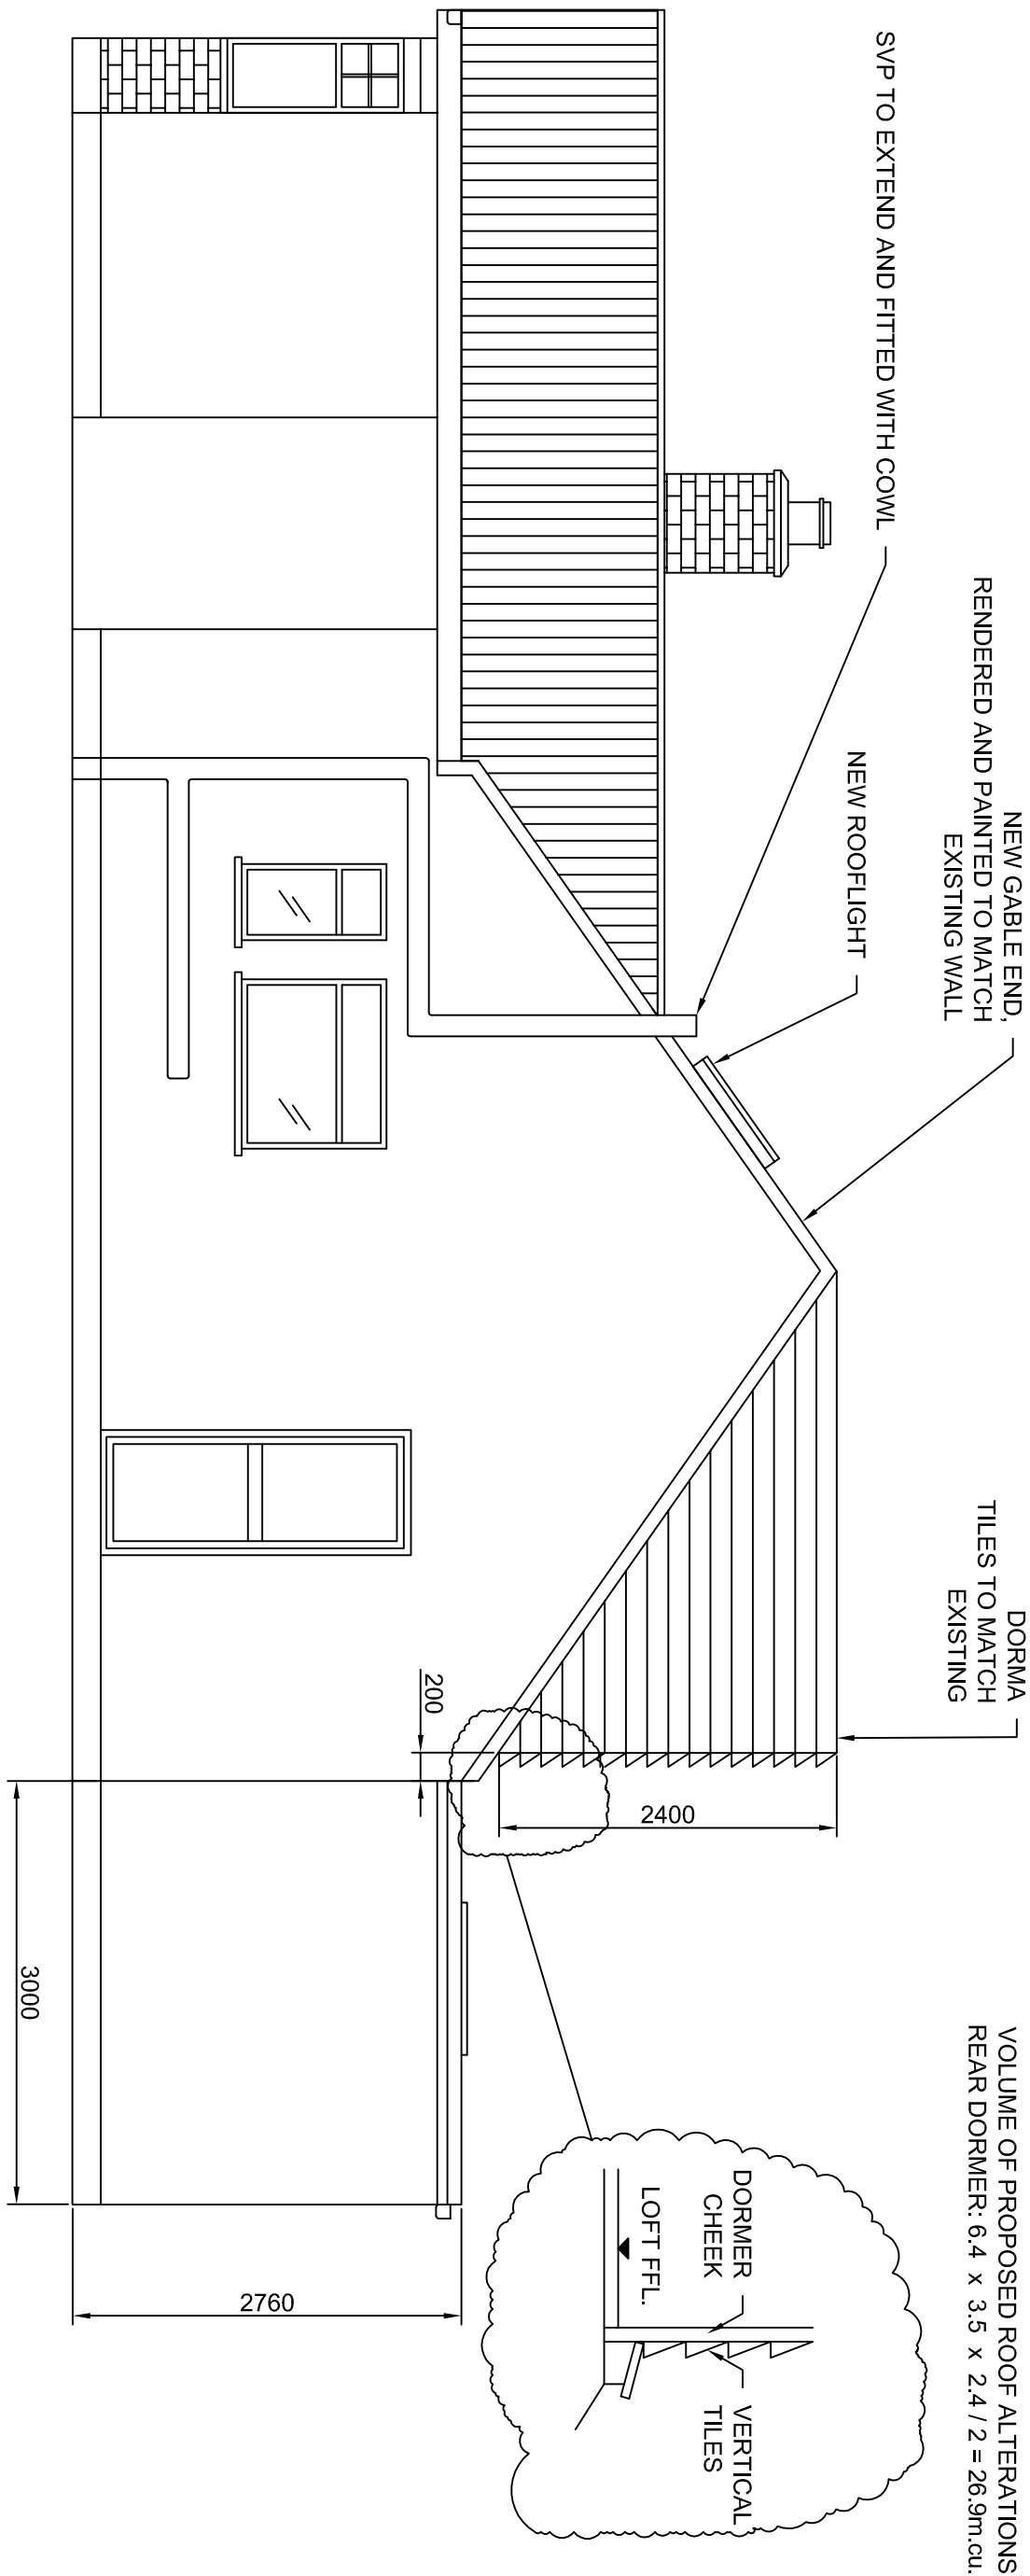 SVP TO EXTEND AND FITTED WITH COWL
NEW GABLE END,
RENDERED AND PAINTED TO MATCH
EXISTING WALL
NEW ROOFLIGHT
DORMA
TILES TO MATCH
EXISTING
VOLUME OF PROPOSED ROOF ALTERATIONS
REAR DORMER: 6.4 x 3.5 x 2.4 / 2 = 26.9m.cu.
DORMER
CHEEK
VERTICAL
TILES
LOFT FFL.
2400
200
2760
3000